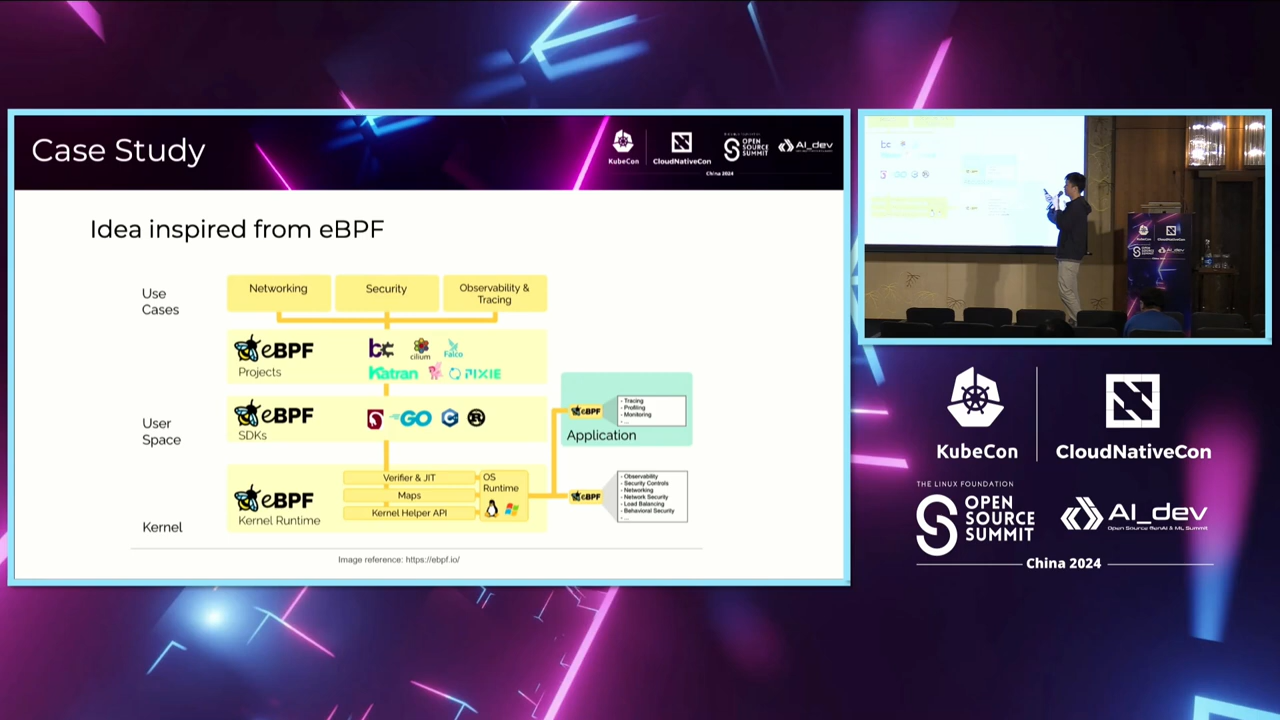 Case Study
KubeCon
CloudNativeCon
OPEN
SOURCE
SUMMIT
AI_dev
China 2024
Idea inspired from eBPF
Use
Cases
Networking
Security
Observability &
Tracing
eBPF
Projects
bcc
cilium
Falco
Katran
PIXIE
User
Space
eBPF
SDKs
GO
eBPF
- Tracing
- Profiling
- Monitoring
- ...
Application
Kernel
eBPF
Kernel Runtime
Verifier & JIT
Maps
Kernel Helper API
OS
Runtime
eBPF
- Observability
- Security Controls
- Networking
- Network Security
- Load Balancing
- Behavioral Security
- ...
Image reference: https://ebpf.io/
KubeCon
CloudNativeCon
THE LINUX FOUNDATION
OPEN
SOURCE
SUMMIT
AI_dev
Open Source GenAI & ML Summit
China 2024